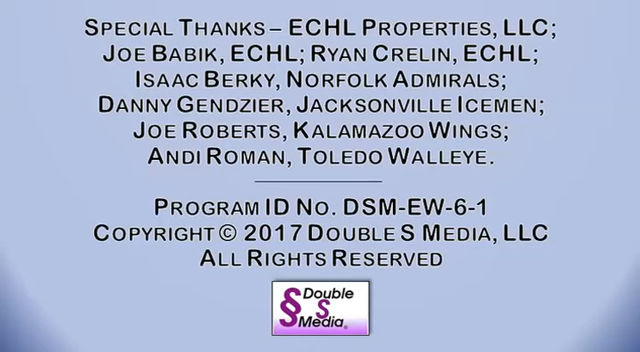 SPECIAL THANKS – ECHL PROPERTIES, LLC;
JOE BABIK, ECHL; RYAN CRELIN, ECHL;
ISAAC BERKY, NORFOLK ADMIRALS;
DANNY GENDZIER, JACKSONVILLE ICEMEN;
JOE ROBERTS, KALAMAZOO WINGS;
ANDI ROMAN, TOLEDO WALLEYE.
PROGRAM ID NO. DSM-EW-6-1
COPYRIGHT © 2017 DOUBLE S MEDIA, LLC
ALL RIGHTS RESERVED
§ Double
S
§ Media®